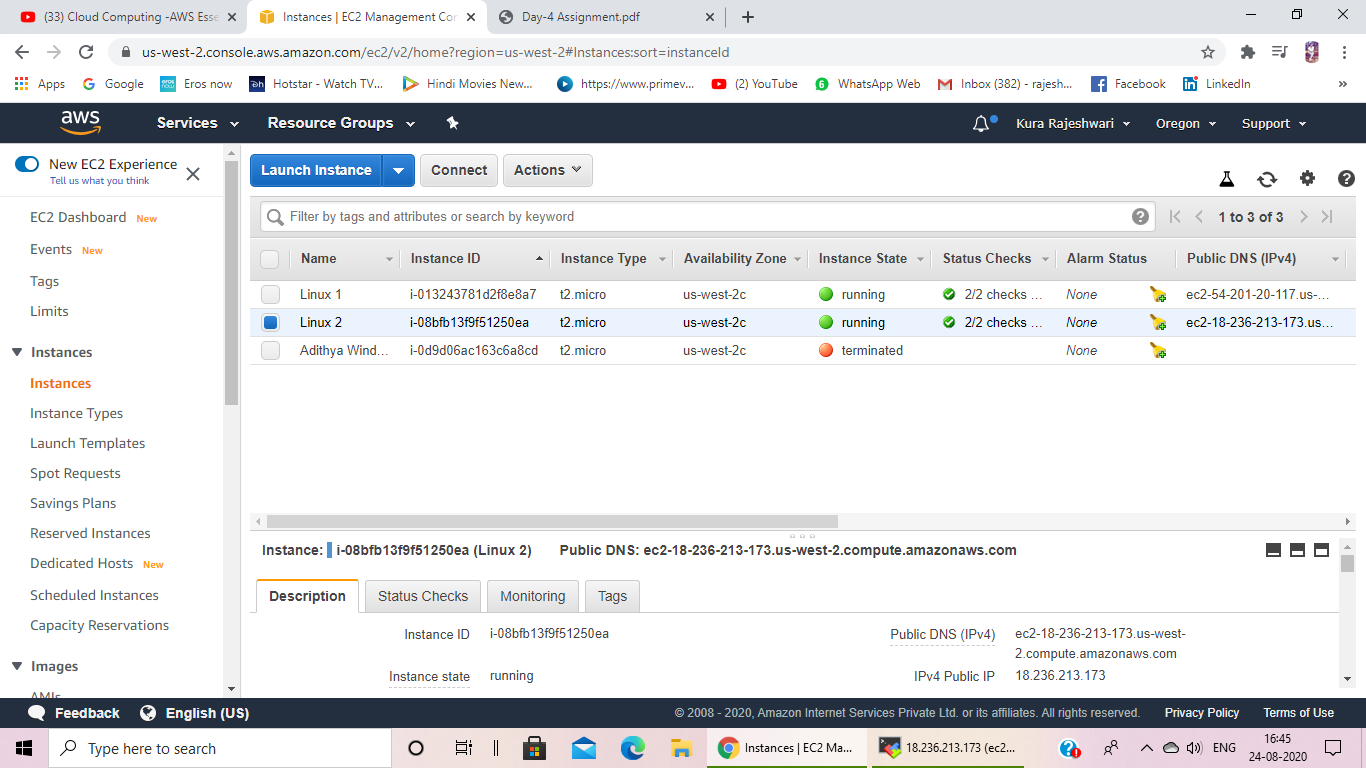 (33) Cloud Computing -AWS Esse
Instances | EC2 Management Con
Day-4 Assignment.pdf
us-west-2.console.aws.amazon.com/ec2/v2/home?region=us-west-2#Instances:sort=instanceId
Apps Google Eros now Hotstar - Watch TV... Hindi Movies New... https://www.primev... (2) YouTube WhatsApp Web Inbox (382) - rajesh... Facebook LinkedIn »
aws Services Resource Groups Kura Rajeshwari Oregon Support
New EC2 Experience
Tell us what you think
EC2 Dashboard New
Events New
Tags
Limits
Instances
Instances
Instance Types
Launch Templates
Spot Requests
Savings Plans
Reserved Instances
Dedicated Hosts New
Scheduled Instances
Capacity Reservations
Images
AMIs
Launch Instance Connect Actions
Filter by tags and attributes or search by keyword
1 to 3 of 3
Name Instance ID Instance Type Availability Zone Instance State Status Checks Alarm Status Public DNS (IPv4)
Linux 1 i-013243781d2f8e8a7 t2.micro us-west-2c running 2/2 checks ... None ec2-54-201-20-117.us-...
Linux 2 i-08bfb13f9f51250ea t2.micro us-west-2c running 2/2 checks ... None ec2-18-236-213-173.us...
Adithya Wind... i-0d9d06ac163c6a8cd t2.micro us-west-2c terminated None
Instance: i-08bfb13f9f51250ea (Linux 2) Public DNS: ec2-18-236-213-173.us-west-2.compute.amazonaws.com
Description Status Checks Monitoring Tags
Instance ID i-08bfb13f9f51250ea
Public DNS (IPv4) ec2-18-236-213-173.us-west-
2.compute.amazonaws.com
Instance state running
IPv4 Public IP 18.236.213.173
Feedback English (US) © 2008 - 2020, Amazon Internet Services Private Ltd. or its affiliates. All rights reserved. Privacy Policy Terms of Use
Type here to search
Instances | EC2 Ma...
18.236.213.173 (ec2...
ENG
16:45
24-08-2020